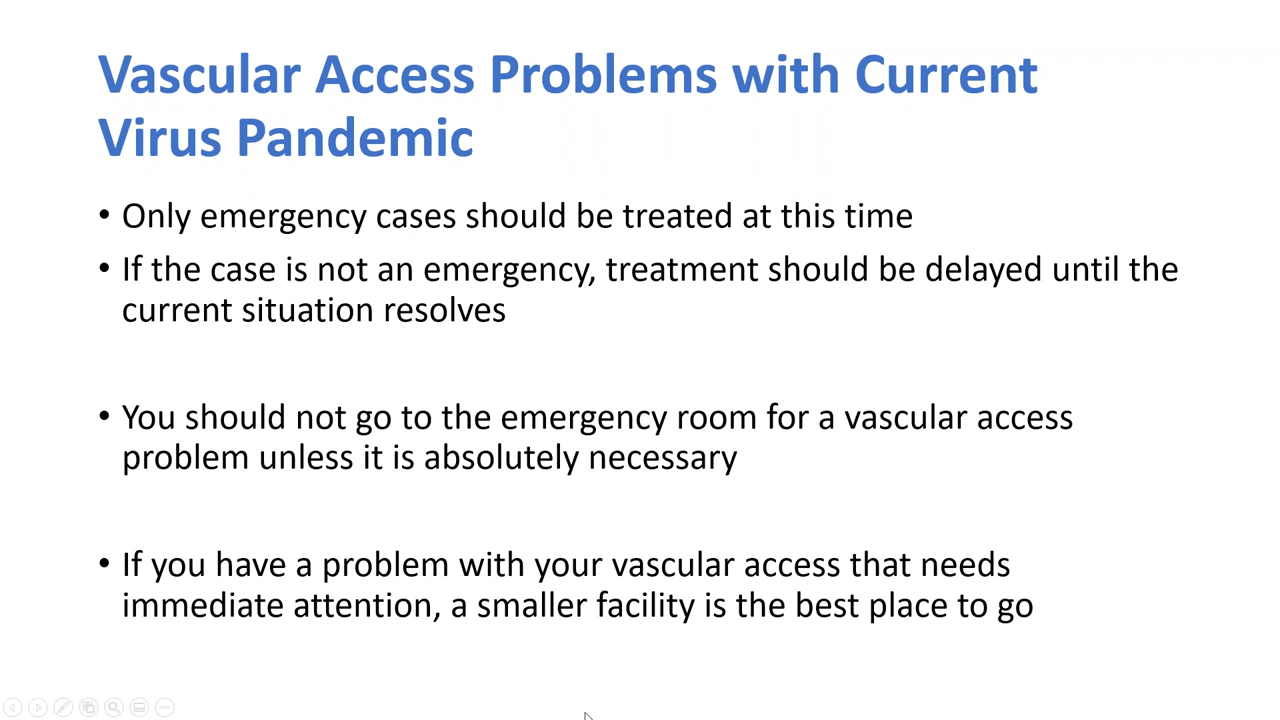 Vascular Access Problems with Current
Virus Pandemic
• Only emergency cases should be treated at this time
• If the case is not an emergency, treatment should be delayed until the
current situation resolves
• You should not go to the emergency room for a vascular access
problem unless it is absolutely necessary
• If you have a problem with your vascular access that needs
immediate attention, a smaller facility is the best place to go